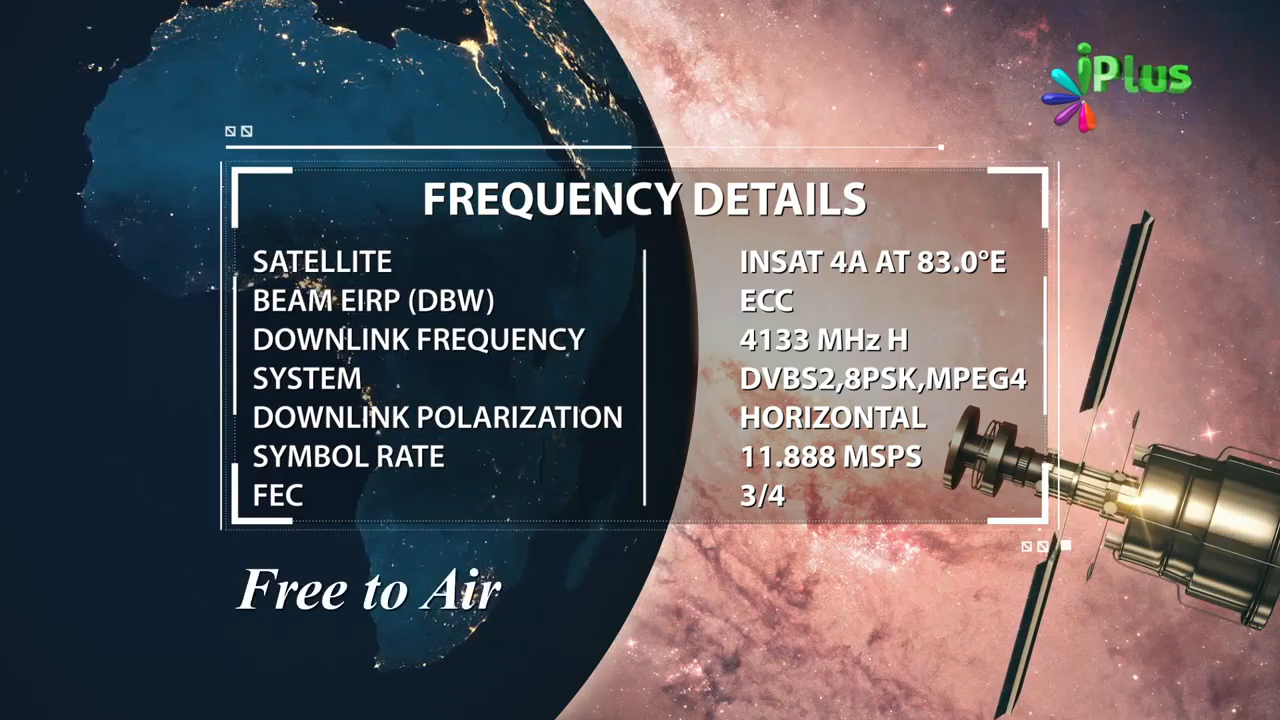 iPlus
FREQUENCY DETAILS
SATELLITE INSAT 4A AT 83.0°E
BEAM EIRP (DBW) ECC
DOWNLINK FREQUENCY 4133 MHz H
SYSTEM DVBS2,8PSK,MPEG4
DOWNLINK POLARIZATION HORIZONTAL
SYMBOL RATE 11.888 MSPS
FEC 3/4
Free to Air